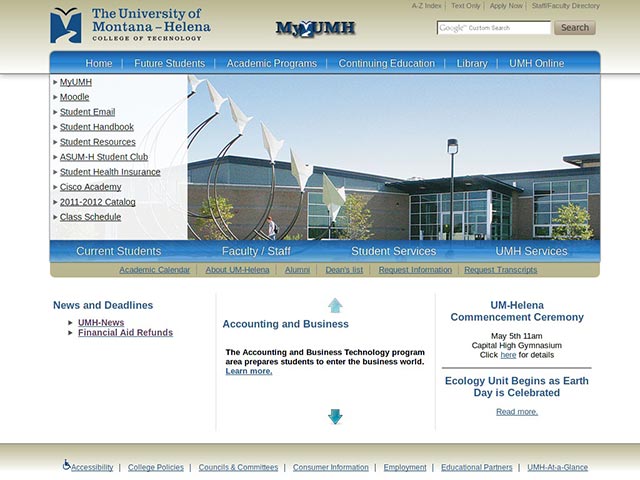 A-Z Index | Text Only | Apply Now | Staff/Faculty Directory
The University of
Montana – Helena
COLLEGE OF TECHNOLOGY
MyUMH
Google™ Custom Search
Search
Home | Future Students | Academic Programs | Continuing Education | Library | UMH Online
MyUMH
Moodle
Student Email
Student Handbook
Student Resources
ASUM-H Student Club
Student Health Insurance
Cisco Academy
2011-2012 Catalog
Class Schedule
Current Students
Faculty / Staff
Student Services
UMH Services
Academic Calendar | About UM-Helena | Alumni | Dean's list | Request Information | Request Transcripts
News and Deadlines
UMH-News
Financial Aid Refunds
Accounting and Business
The Accounting and Business Technology program
area prepares students to enter the business world.
Learn more.
UM-Helena
Commencement Ceremony
May 5th 11am
Capital High Gymnasium
Click here for details
Ecology Unit Begins as Earth
Day is Celebrated
Read more.
Accessibility | College Policies | Councils & Committees | Consumer Information | Employment | Educational Partners | UMH-At-a-Glance